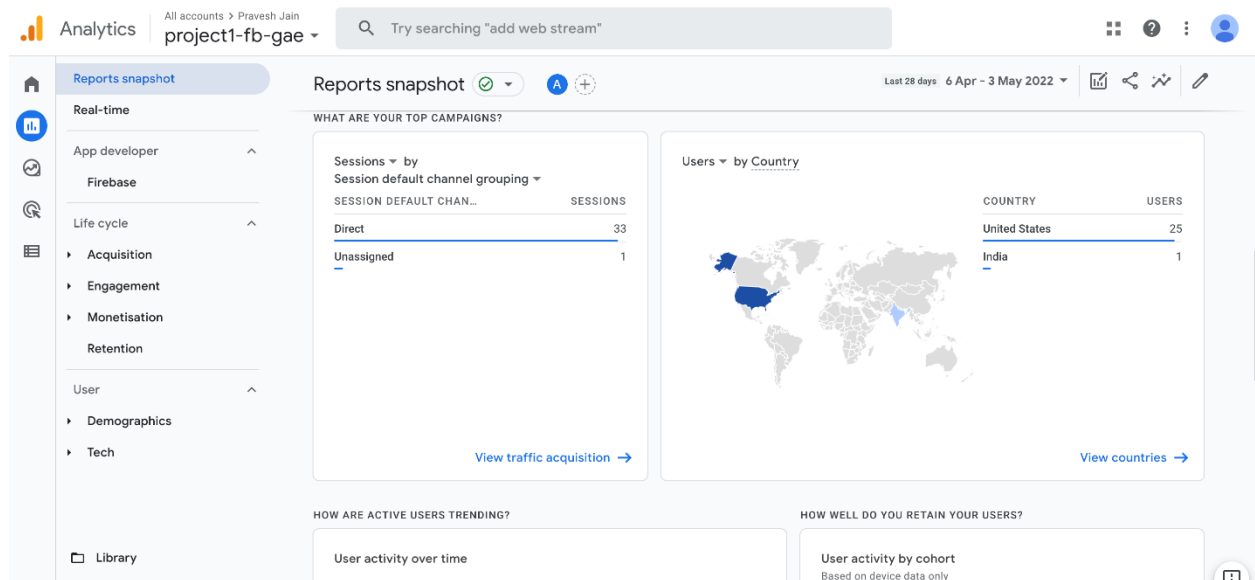 Analytics
All accounts > Pravesh Jain
project1-fb-gae
Try searching "add web stream"
Reports snapshot
Real-time
App developer
Firebase
Life cycle
Acquisition
Engagement
Monetisation
Retention
User
Demographics
Tech
Library
Reports snapshot
A
Last 28 days 6 Apr - 3 May 2022
WHAT ARE YOUR TOP CAMPAIGNS?
Sessions by
Session default channel grouping
SESSION DEFAULT CHAN... SESSIONS
Direct 33
Unassigned 1
View traffic acquisition
Users by Country
COUNTRY USERS
United States 25
India 1
View countries
HOW ARE ACTIVE USERS TRENDING?
User activity over time
HOW WELL DO YOU RETAIN YOUR USERS?
User activity by cohort
Based on device data only